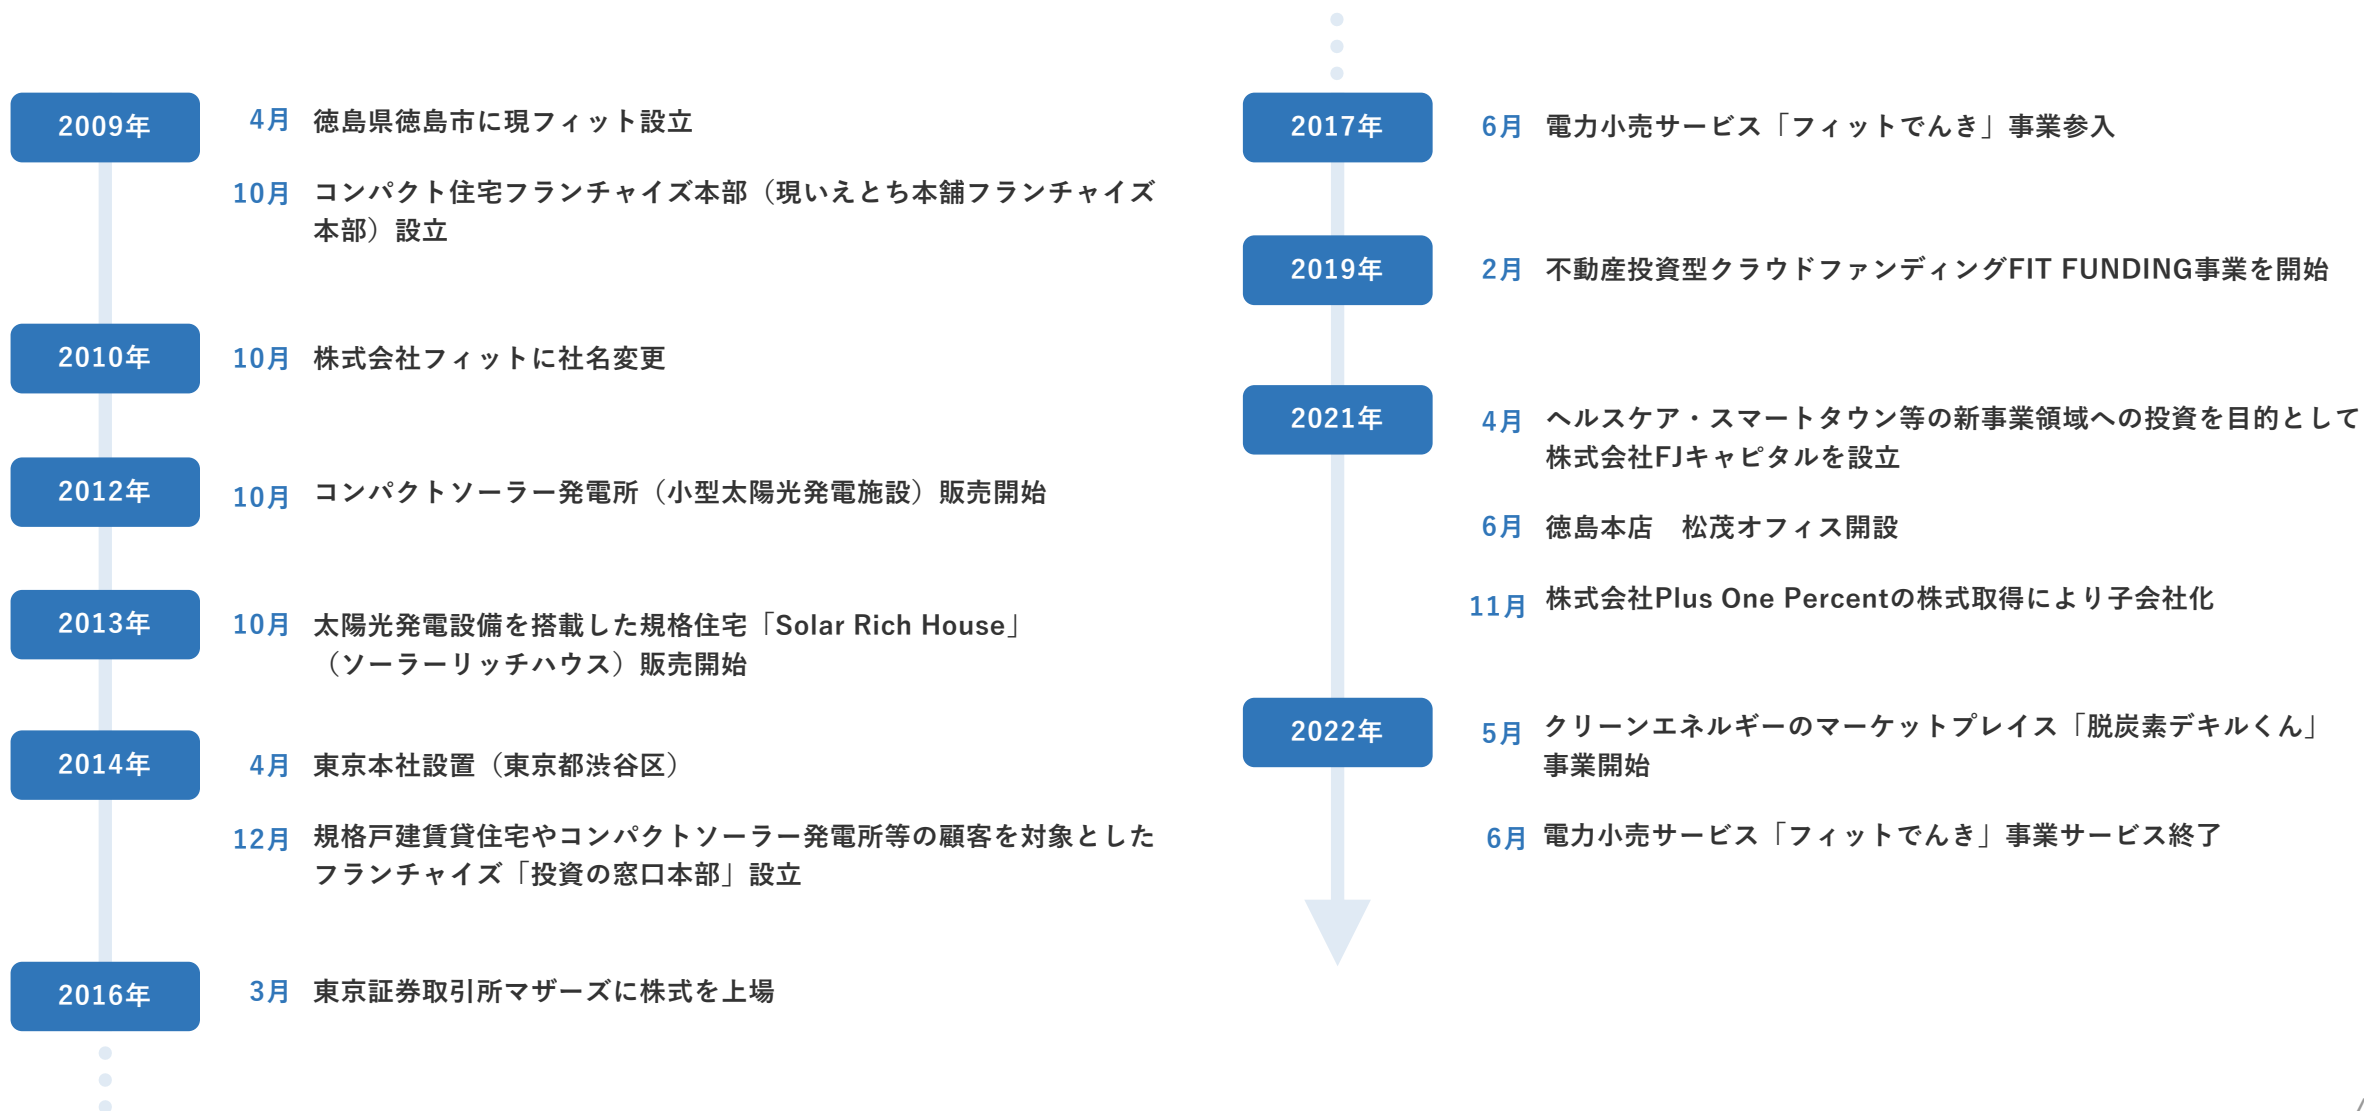 2009年
4月 徳島県徳島市に現フィット設立
10月 コンパクト住宅フランチャイズ本部（現いえとち本舗フランチャイズ
本部）設立
2010年
10月 株式会社フィットに社名変更
2012年
10月 コンパクトソーラー発電所（小型太陽光発電施設）販売開始
2013年
10月 太陽光発電設備を搭載した規格住宅「Solar Rich House」
（ソーラーリッチハウス）販売開始
2014年
4月 東京本社設置（東京都渋谷区）
12月 規格戸建賃貸住宅やコンパクトソーラー発電所等の顧客を対象とした
フランチャイズ「投資の窓口本部」設立
2016年
3月 東京証券取引所マザーズに株式を上場
2017年
6月 電力小売サービス「フィットでんき」事業参入
2019年
2月 不動産投資型クラウドファンディングFIT FUNDING事業を開始
2021年
4月 ヘルスケア・スマートタウン等の新事業領域への投資を目的として
株式会社FJキャピタルを設立
6月 徳島本店　松茂オフィス開設
11月 株式会社Plus One Percentの株式取得により子会社化
2022年
5月 クリーンエネルギーのマーケットプレイス「脱炭素デキルくん」
事業開始
6月 電力小売サービス「フィットでんき」事業サービス終了